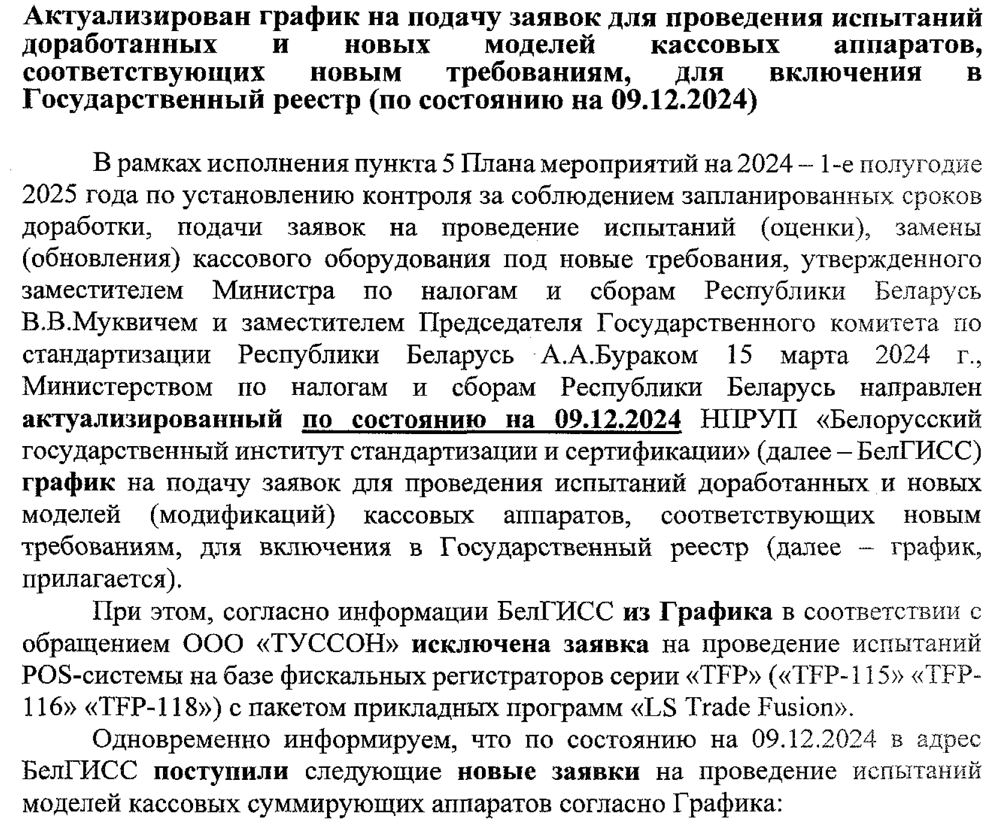 Актуализирован график на подачу заявок для проведения испытаний
доработанных и новых моделей кассовых аппаратов,
соответствующих новым требованиям, для включения в
Государственный реестр (по состоянию на 09.12.2024)
В рамках исполнения пункта 5 Плана мероприятий на 2024 – 1-е полугодие
2025 года по установлению контроля за соблюдением запланированных сроков
доработки, подачи заявок на проведение испытаний (оценки), замены
(обновления) кассового оборудования под новые требования, утвержденного
заместителем Министра по налогам и сборам Республики Беларусь
В.В.Муквичем и заместителем Председателя Государственного комитета по
стандартизации Республики Беларусь А.А.Бураком 15 марта 2024 г.,
Министерством по налогам и сборам Республики Беларусь направлен
актуализированный по состоянию на 09.12.2024 НПРУП «Белорусский
государственный институт стандартизации и сертификации» (далее – БелГИСС)
график на подачу заявок для проведения испытаний доработанных и новых
моделей (модификаций) кассовых аппаратов, соответствующих новым
требованиям, для включения в Государственный реестр (далее – график,
прилагается).
При этом, согласно информации БелГИСС из Графика в соответствии с
обращением ООО «ТУССОН» исключена заявка на проведение испытаний
POS-системы на базе фискальных регистраторов серии «TFP» («TFP-115» «TFP-
116» «TFP-118») с пакетом прикладных программ «LS Trade Fusion».
Одновременно информируем, что по состоянию на 09.12.2024 в адрес
БелГИСС поступили следующие новые заявки на проведение испытаний
моделей кассовых суммирующих аппаратов согласно Графика: